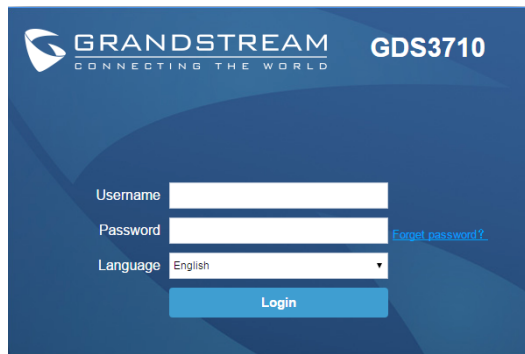 GRANDSTREAM GDS3710
CONNECTING THE WORLD
Username
Password Forget password?
Language English
Login